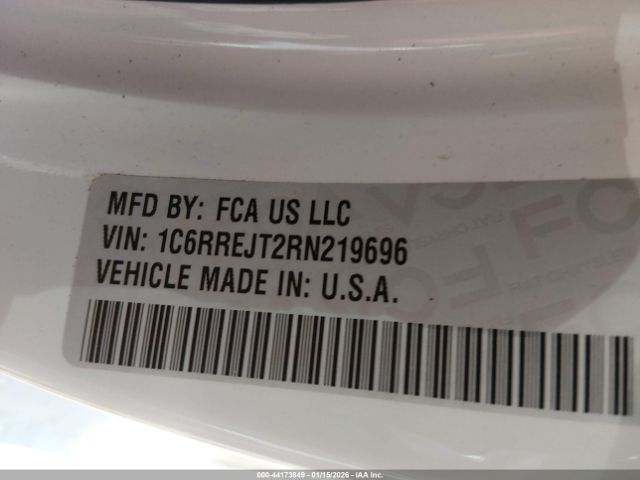 MFD BY: FCA US LLC
VIN: 1C6RREJT2RN219696
VEHICLE MADE IN: U.S.A.
000-44173849 01/15/2026 IAA Inc.